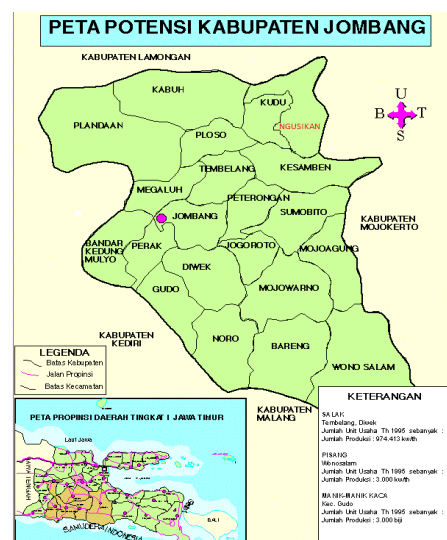 PETA POTENSI KABUPATEN JOMBANG
KABUPATEN LAMONGAN
KABUH
KUDU
PLANDAAN
NGUSIKAN
PLOSO
U
B T
S
TEMBELANG
KESAMBEN
MEGALUH
PETERONGAN
JOMBANG
SUMOBITO
KABUPATEN
MOJOKERTO
BANDAR
KEDUNG
MULYO
PERAK
JOGOROTO
MOJOAGUNG
DIWEK
GUDO
MOJOWARNO
KABUPATEN
KEDIRI
NORO
BARENG
WONO SALAM
LEGENDA
Batas Kabupaten
Jalan Propinsi
Batas Kecamatan
KABUPATEN
MALANG
PETA PROPINSI DAERAH TINGKAT I JAWA TIMUR
Laut Jawa
BALI
SAMUDERA INDONESIA
KETERANGAN
SALAK
Tembelang, Diwek
Jumlah Unit Usaha Th 1995 sebanyak :
Jumlah Produksi : 974.413 kw/th
PISANG
Wonosalam
Jumlah Unit Usaha Th 1995 sebanyak :
Jumlah Produksi : 3.000 kw/th
MANIK-MANIK KACA
Kec. Gudo
Jumlah Unit Usaha Th 1995 sebanyak :
Jumlah Produksi : 3.000 biji